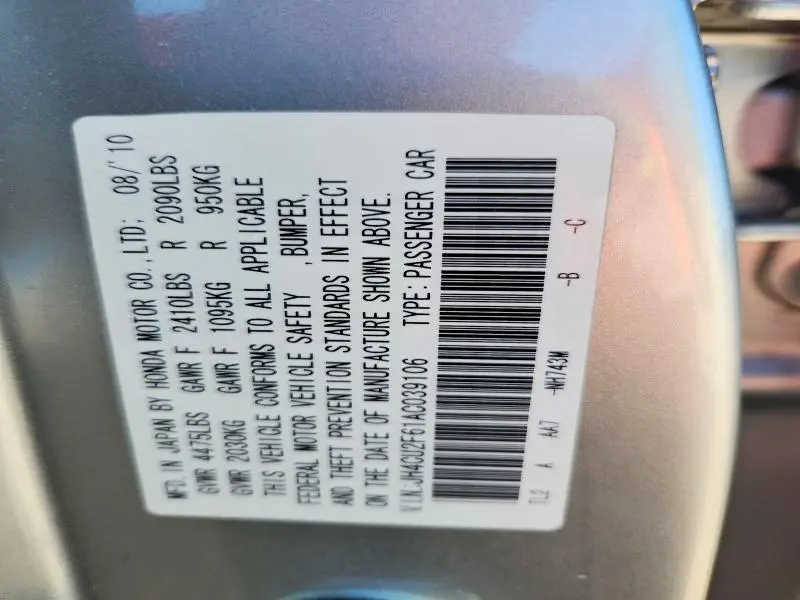 MFD. IN JAPAN BY HONDA MOTOR CO., LTD; 08/'10
GVWR 4475LBS GAWR F 2410LBS R 2090LBS
GVWR 2030KG GAWR F 1095KG R 950KG
THIS VEHICLE CONFORMS TO ALL APPLICABLE
FEDERAL MOTOR VEHICLE SAFETY ,BUMPER,
AND THEFT PREVENTION STANDARDS IN EFFECT
ON THE DATE OF MANUFACTURE SHOWN ABOVE.
V.I.N.:JH4CU2F61AC039106 TYPE: PASSENGER CAR
TL2 A AA7 -NH743M -B -C